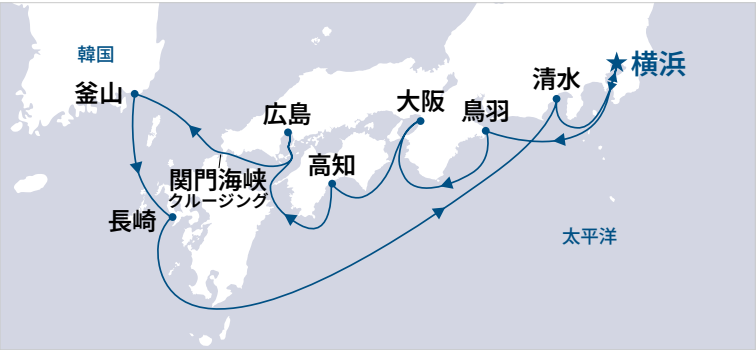 韓国
釜山
広島
大阪
鳥羽
清水
★横浜
高知
関門海峡
クルージング
長崎
太平洋